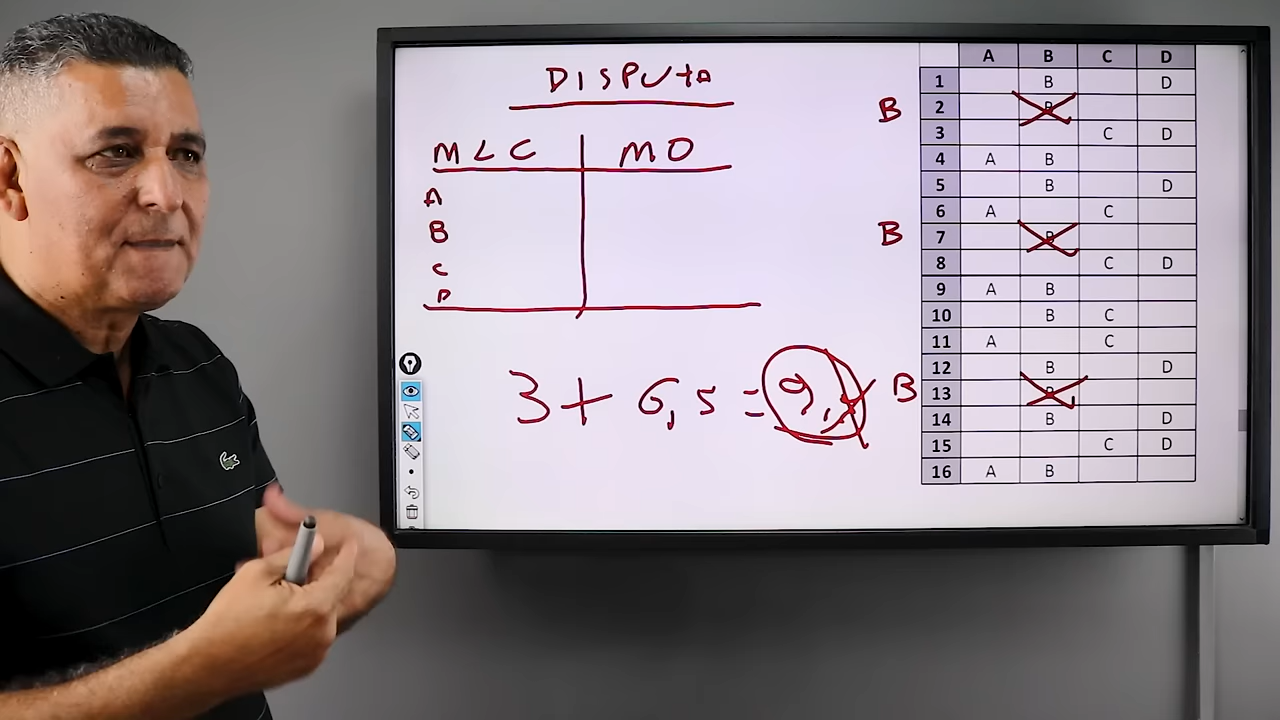 DISPUTA
MLC MO
A
B
C
D
3 + 6,5 = 9,
A B C D
1 B D
B 2
3 C D
4 A B
5 B D
6 A C
B 7
8 C D
9 A B
10 B C
11 A C
12 B D
B 13
14 B D
15 C D
16 A B